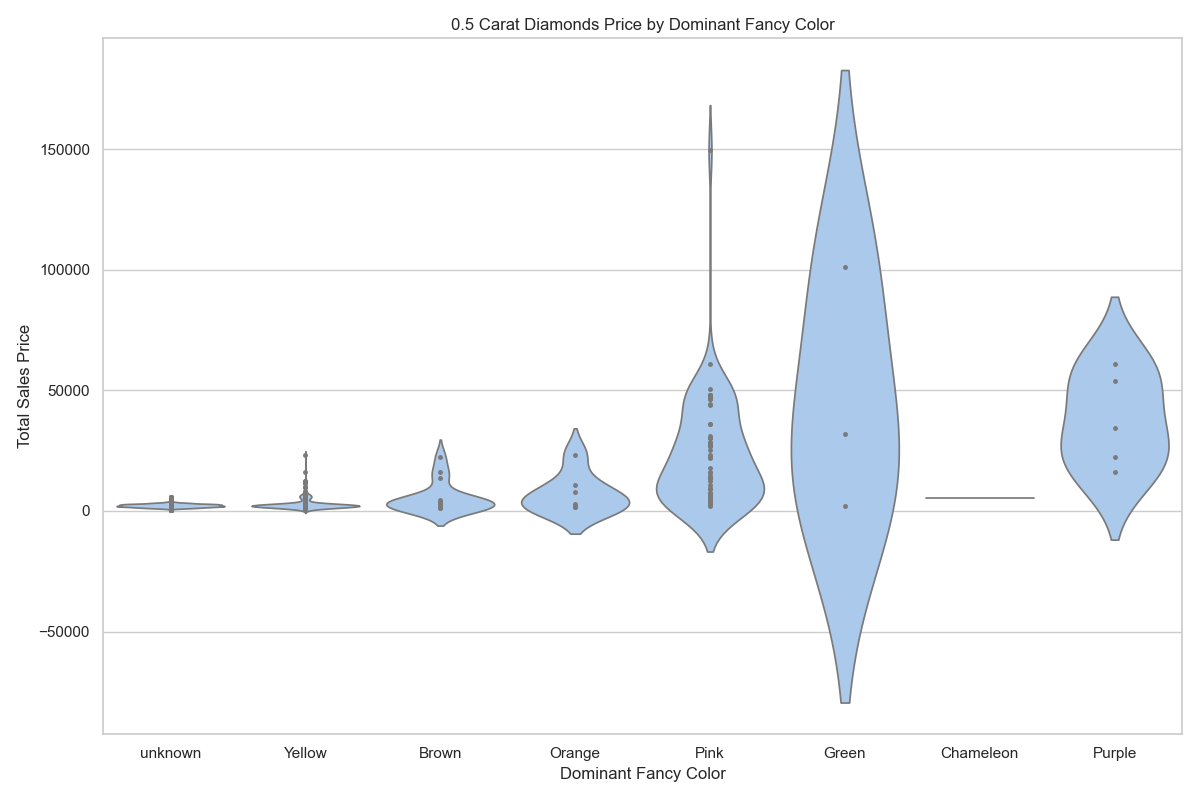 0.5 Carat Diamonds Price by Dominant Fancy Color
Total Sales Price
150000
100000
50000
0
−50000
unknown Yellow Brown Orange Pink Green Chameleon Purple
Dominant Fancy Color